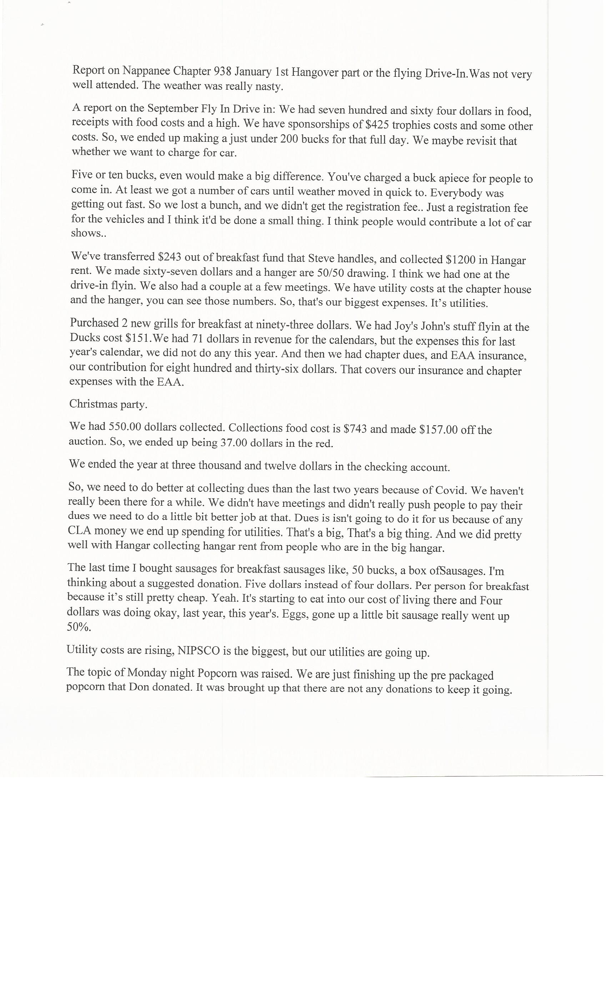 Report on Nappanee Chapter 938 January 1st Hangover part or the flying Drive-In.Was not very
well attended. The weather was really nasty.
A report on the September Fly In Drive in: We had seven hundred and sixty four dollars in food,
receipts with food costs and a high. We have sponsorships of $425 trophies costs and some other
costs. So, we ended up making a just under 200 bucks for that full day. We maybe revisit that
whether we want to charge for car.
Five or ten bucks, even would make a big difference. You've charged a buck apiece for people to
come in. At least we got a number of cars until weather moved in quick to. Everybody was
getting out fast. So we lost a bunch, and we didn't get the registration fee.. Just a registration fee
for the vehicles and I think it'd be done a small thing. I think people would contribute a lot of car
shows..
We've transferred $243 out of breakfast fund that Steve handles, and collected $1200 in Hangar
rent. We made sixty-seven dollars and a hanger are 50/50 drawing. I think we had one at the
drive-in flyin. We also had a couple at a few meetings. We have utility costs at the chapter house
and the hanger, you can see those numbers. So, that's our biggest expenses. It’s utilities.
Purchased 2 new grills for breakfast at ninety-three dollars. We had Joy's John's stuff flyin at the
Ducks cost $151.We had 71 dollars in revenue for the calendars, but the expenses this for last
year's calendar, we did not do any this year. And then we had chapter dues, and EAA insurance,
our contribution for eight hundred and thirty-six dollars. That covers our insurance and chapter
expenses with the EAA.
Christmas party.
We had 550.00 dollars collected. Collections food cost is $743 and made $157.00 off the
auction. So, we ended up being 37.00 dollars in the red.
We ended the year at three thousand and twelve dollars in the checking account.
So, we need to do better at collecting dues than the last two years because of Covid. We haven't
really been there for a while. We didn't have meetings and didn't really push people to pay their
dues we need to do a little bit better job at that. Dues is isn't going to do it for us because of any
CLA money we end up spending for utilities. That's a big, That's a big thing. And we did pretty
well with Hangar collecting hangar rent from people who are in the big hangar.
The last time I bought sausages for breakfast sausages like, 50 bucks, a box ofSausages. I'm
thinking about a suggested donation. Five dollars instead of four dollars. Per person for breakfast
because it’s still pretty cheap. Yeah. It's starting to eat into our cost of living there and Four
dollars was doing okay, last year, this year's. Eggs, gone up a little bit sausage really went up
50%.
Utility costs are rising, NIPSCO is the biggest, but our utilities are going up.
The topic of Monday night Popcorn was raised. We are just finishing up the pre packaged
popcorn that Don donated. It was brought up that there are not any donations to keep it going.